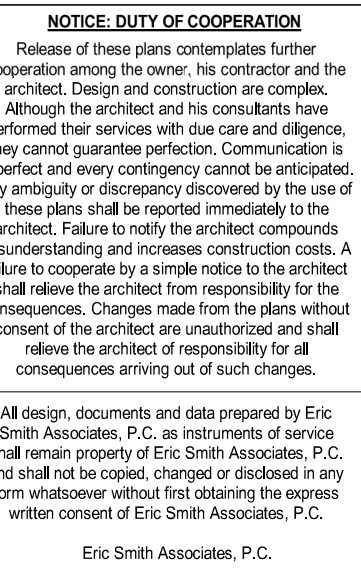 NOTICE: DUTY OF COOPERATION
Release of these plans contemplates further
ooperation among the owner, his contractor and the
architect. Design and construction are complex.
Although the architect and his consultants have
erformed their services with due care and diligence,
hey cannot guarantee perfection. Communication is
perfect and every contingency cannot be anticipated.
y ambiguity or discrepancy discovered by the use of
these plans shall be reported immediately to the
architect. Failure to notify the architect compounds
sunderstanding and increases construction costs. A
ilure to cooperate by a simple notice to the architect
shall relieve the architect from responsibility for the
nsequences. Changes made from the plans without
consent of the architect are unauthorized and shall
relieve the architect of responsibility for all
consequences arriving out of such changes.
All design, documents and data prepared by Eric
Smith Associates, P.C. as instruments of service
hall remain property of Eric Smith Associates, P.C.
nd shall not be copied, changed or disclosed in any
orm whatsoever without first obtaining the express
written consent of Eric Smith Associates, P.C.
Eric Smith Associates, P.C.